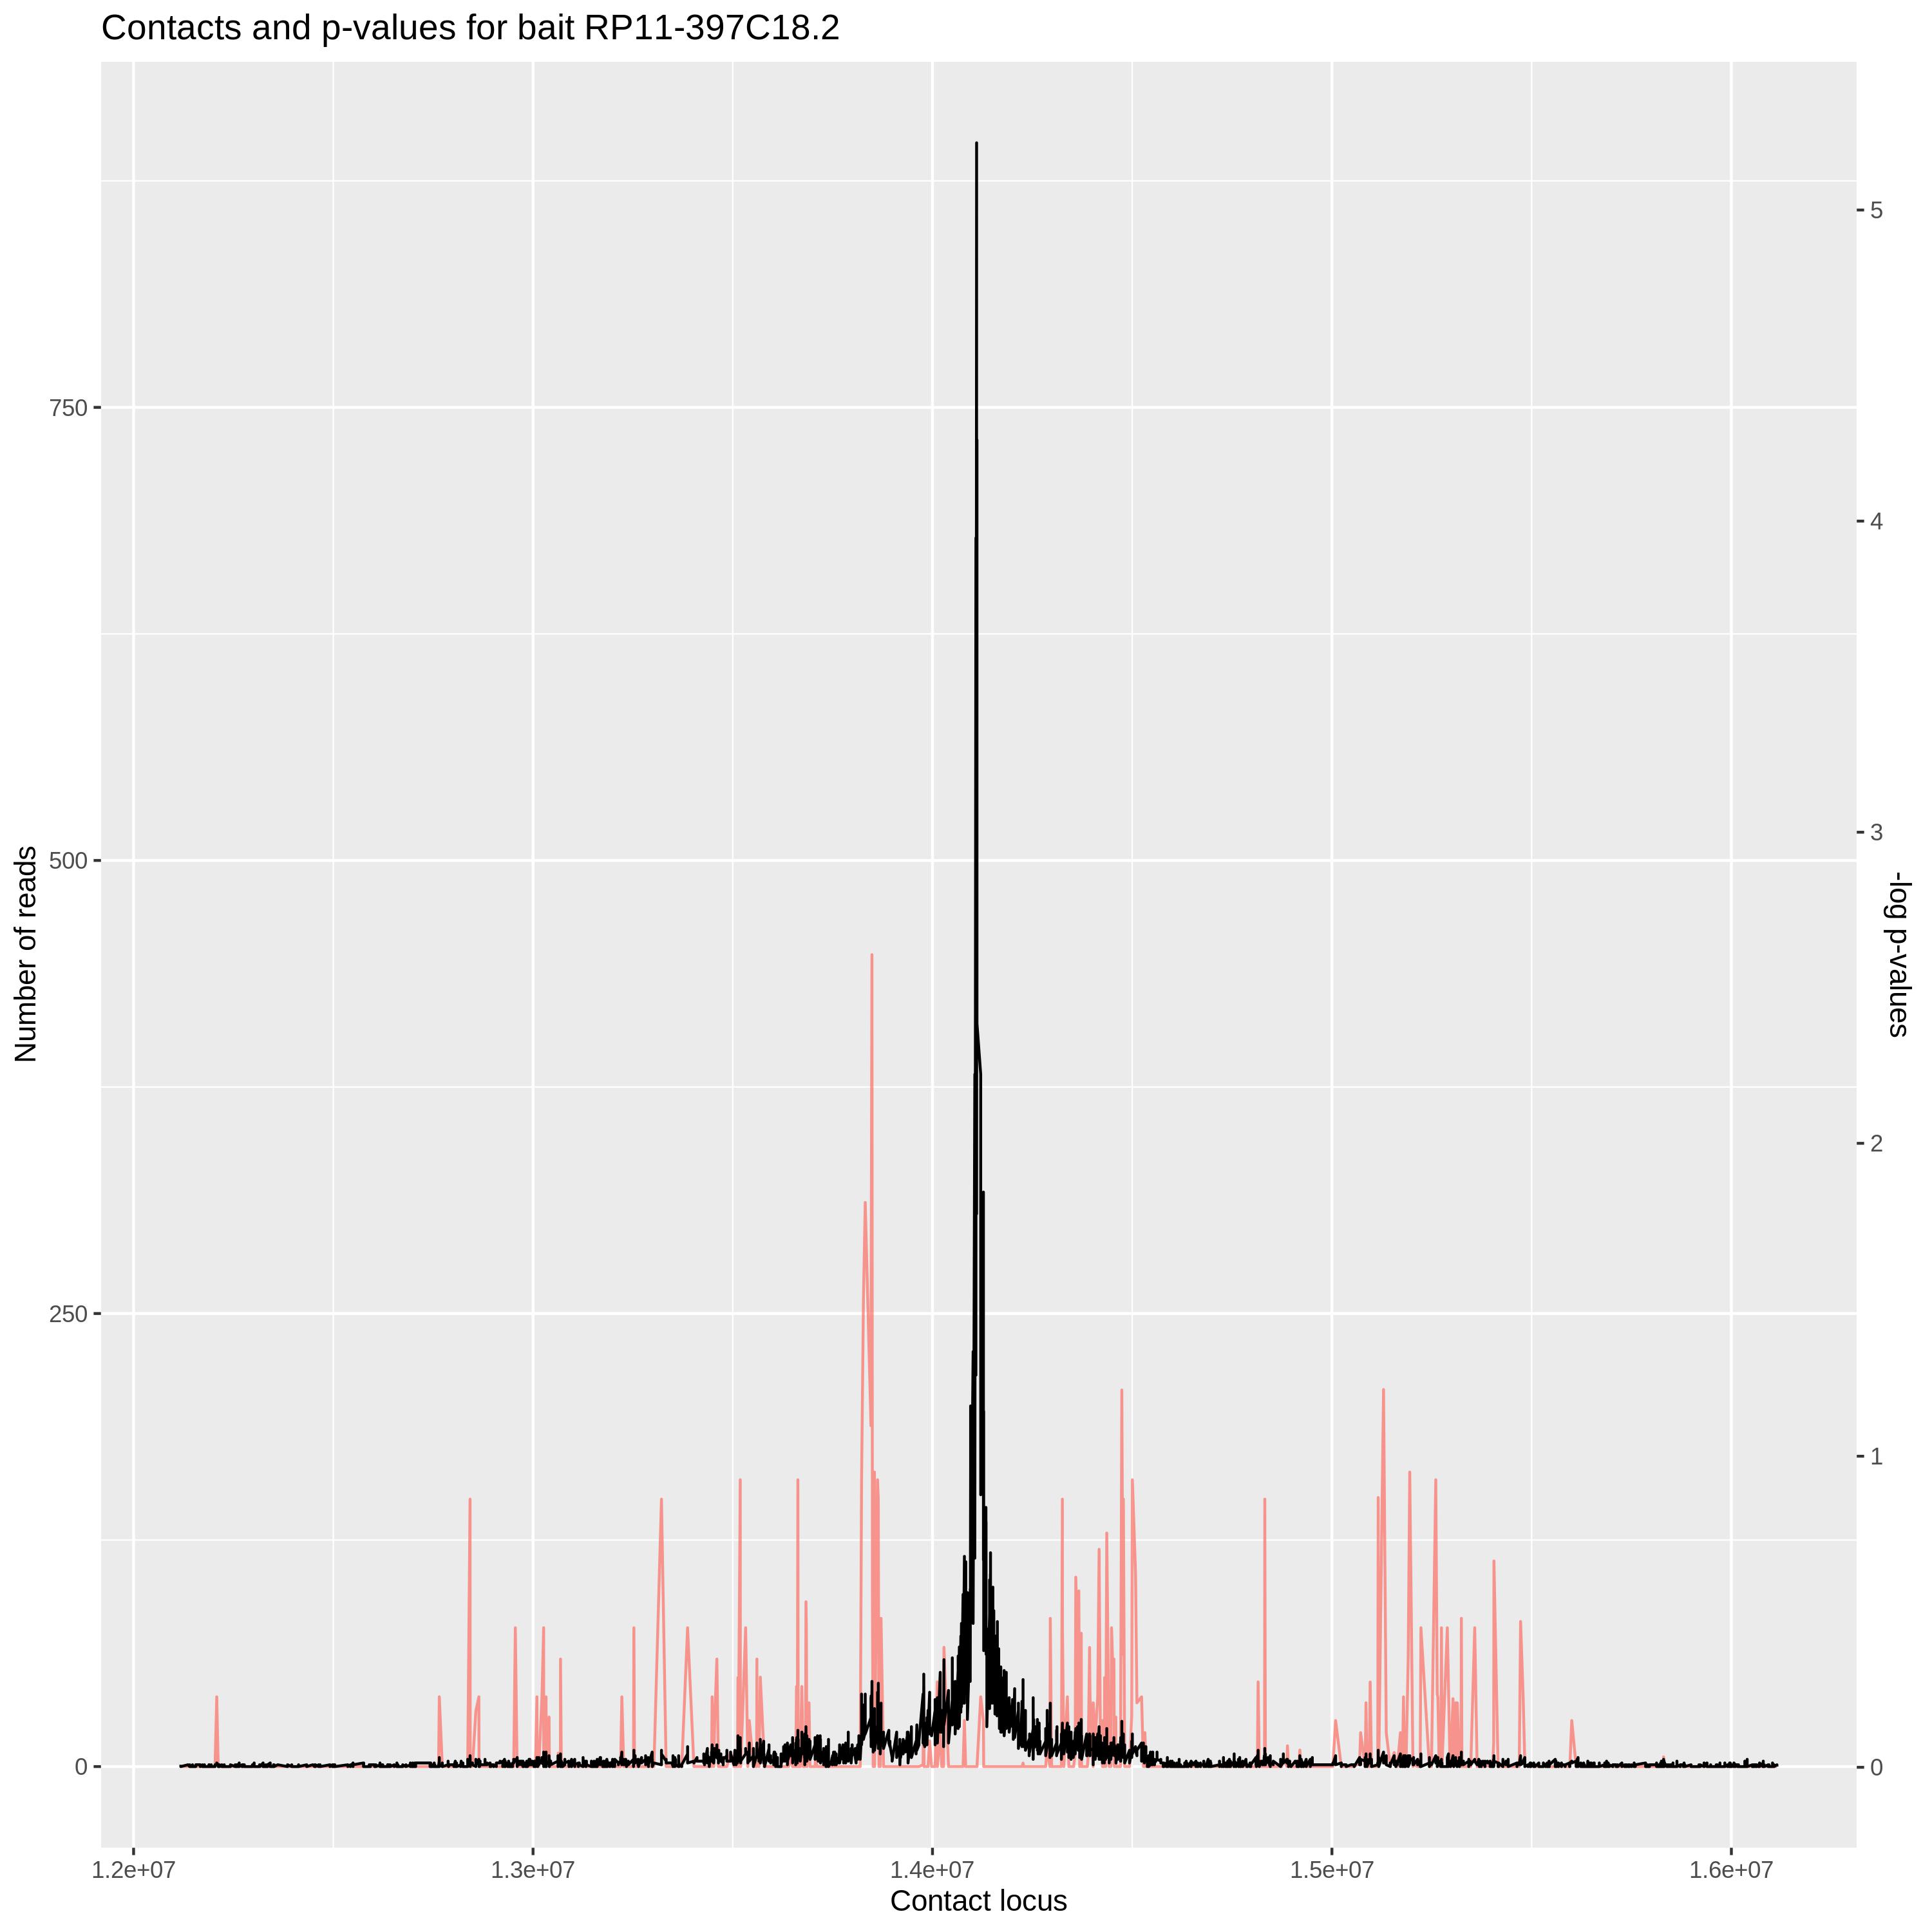 Contacts and p-values for bait RP11-397C18.2
Number of reads
750
500
250
0
5
4
3
2
1
0
-log p-values
1.2e+07 1.3e+07 1.4e+07 1.5e+07 1.6e+07
Contact locus